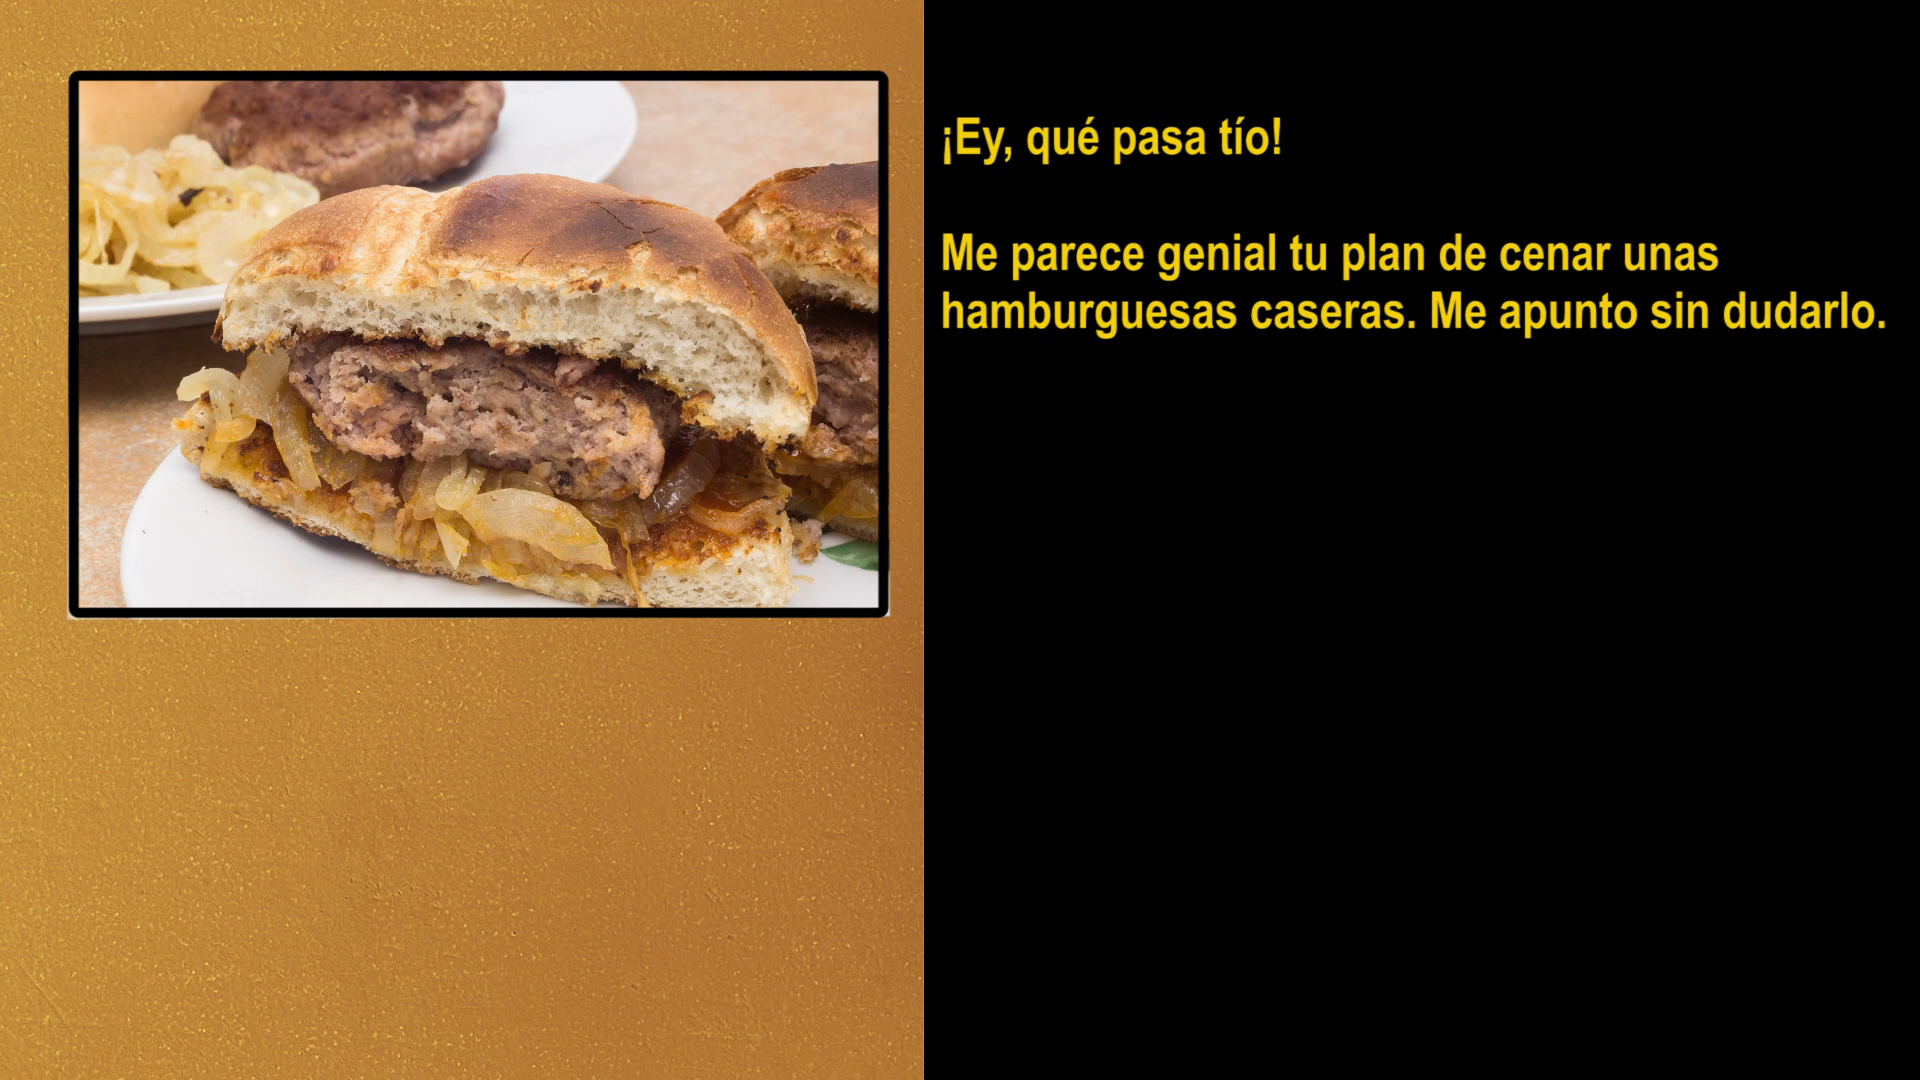 ¡Ey, qué pasa tío!
Me parece genial tu plan de cenar unas
hamburguesas caseras. Me apunto sin dudarlo.